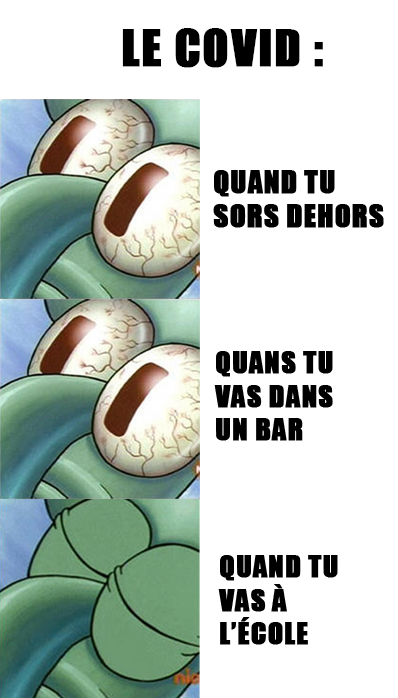 LE COVID :
QUAND TU
SORS DEHORS
QUANS TU
VAS DANS
UN BAR
QUAND TU
VAS À
L'ÉCOLE